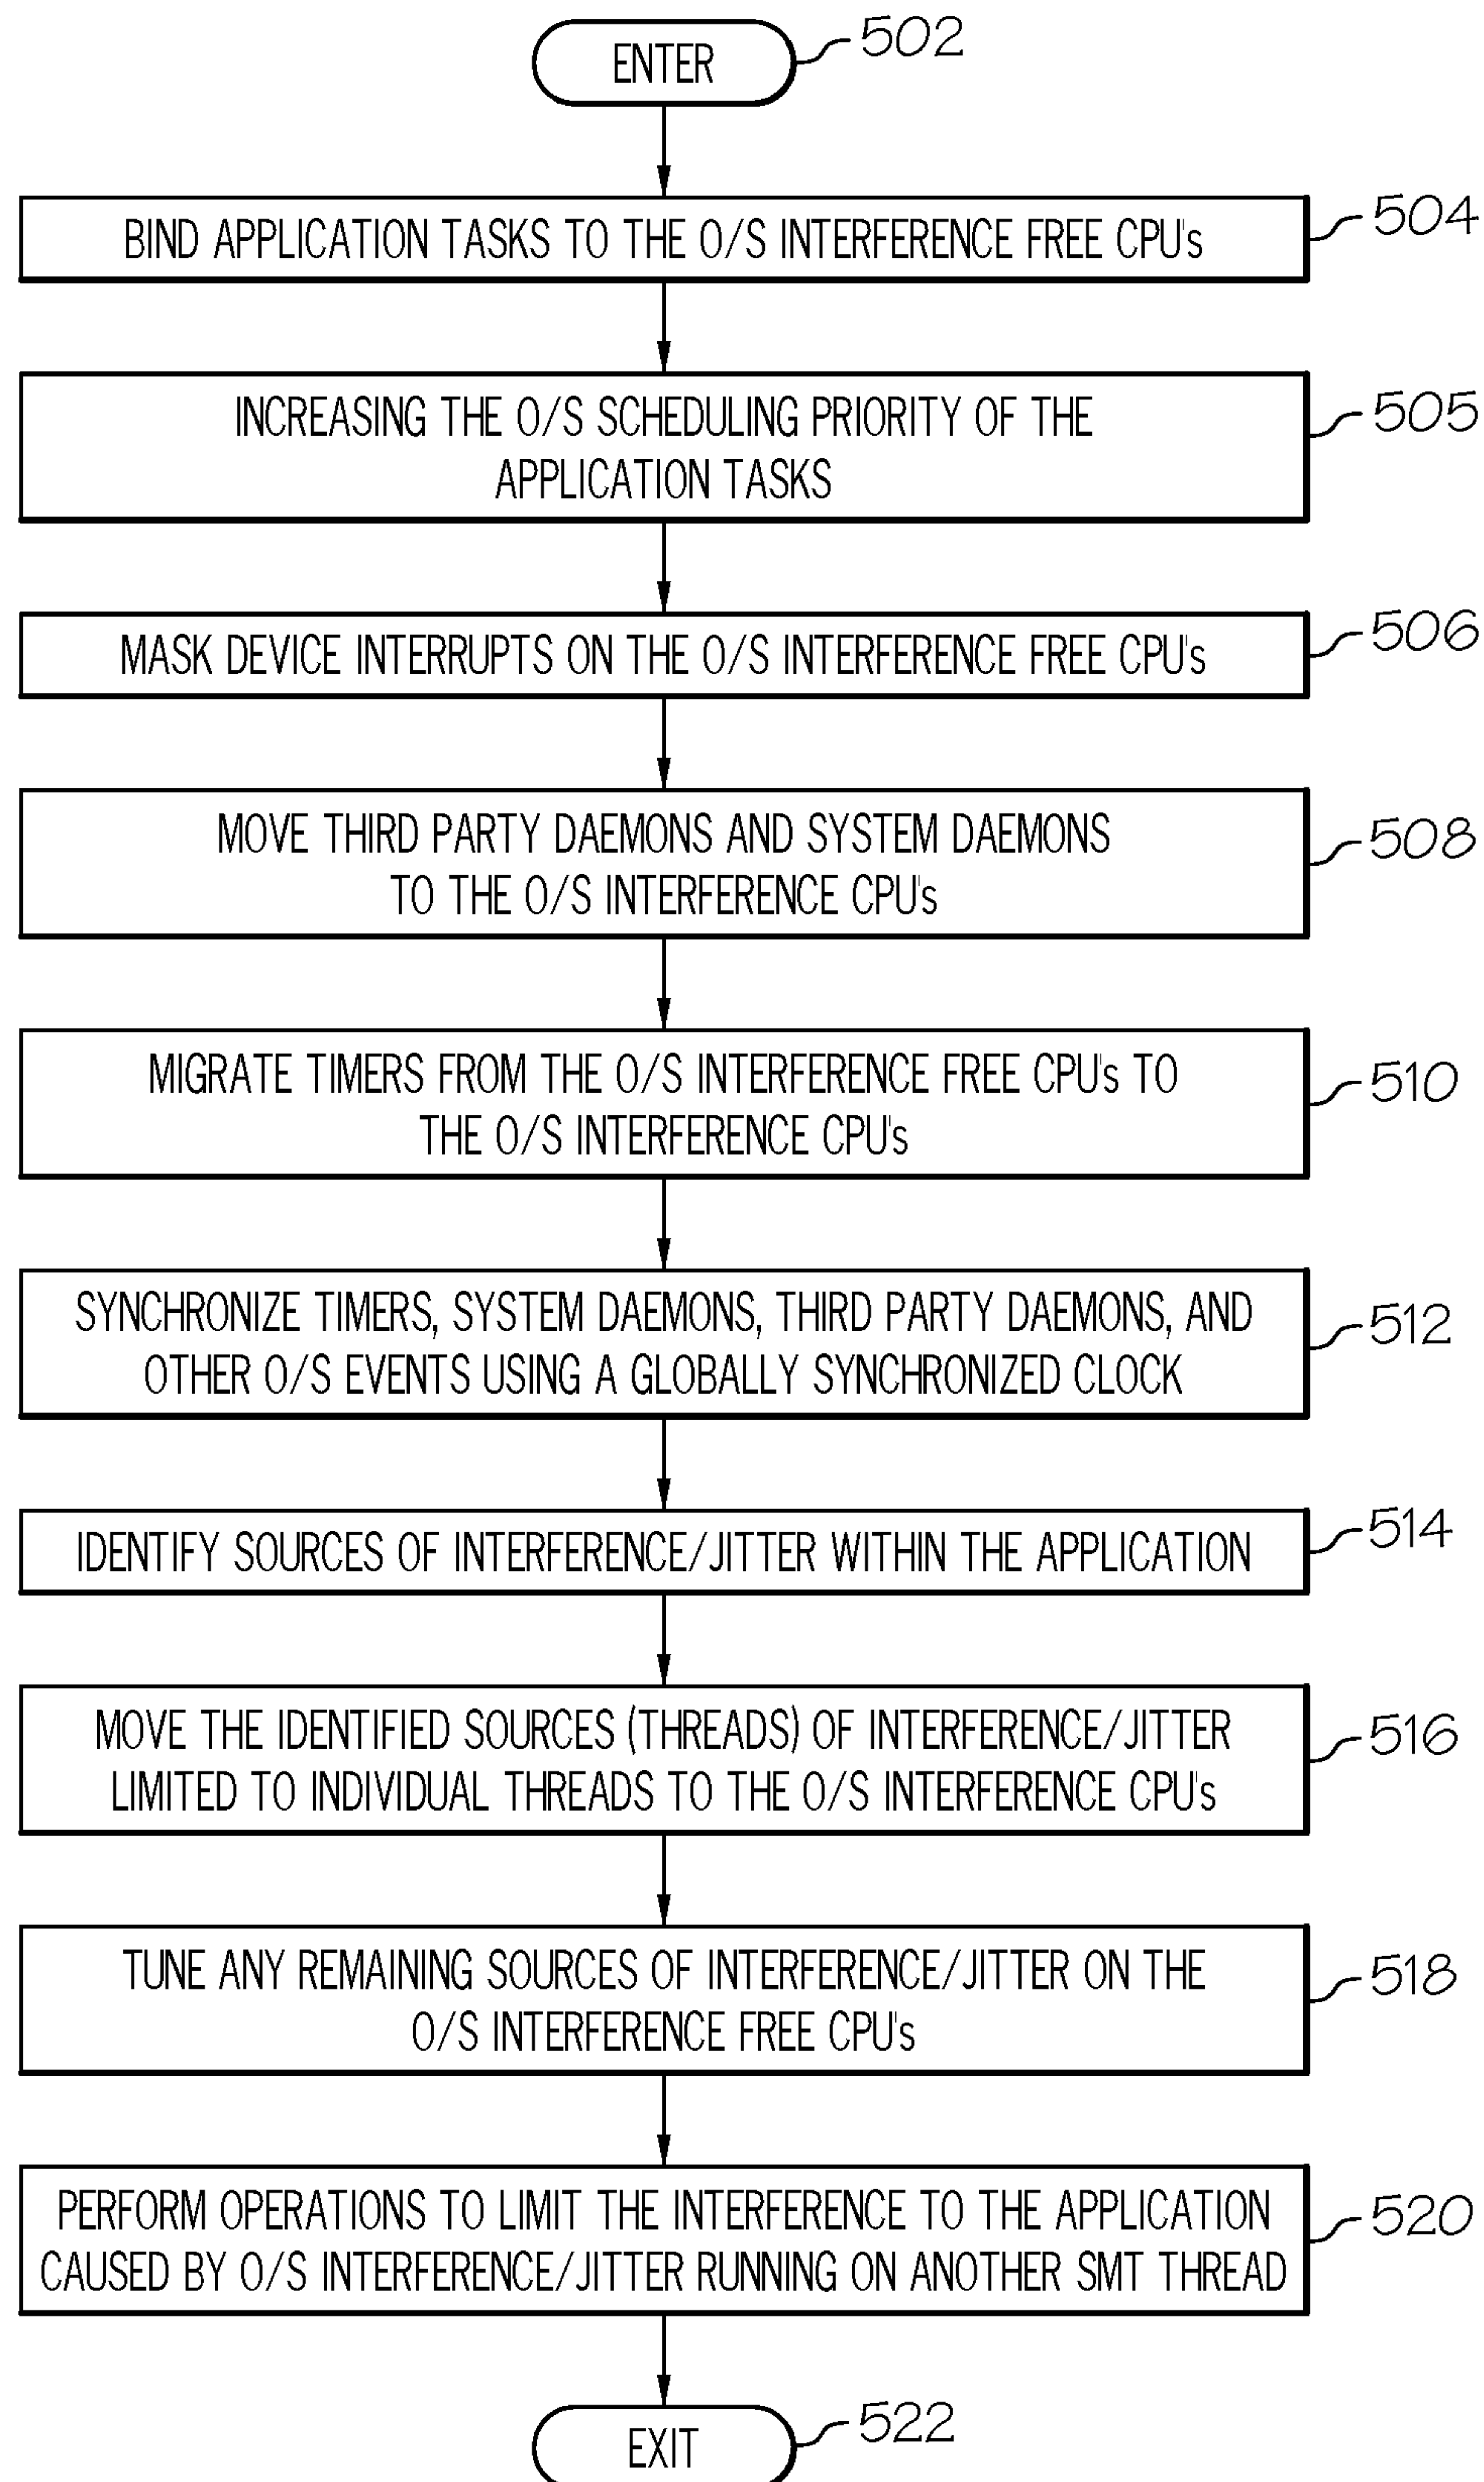 ENTER
502
BIND APPLICATION TASKS TO THE O/S INTERFERENCE FREE CPU's
504
INCREASING THE O/S SCHEDULING PRIORITY OF THE
APPLICATION TASKS
505
MASK DEVICE INTERRUPTS ON THE O/S INTERFERENCE FREE CPU's
506
MOVE THIRD PARTY DAEMONS AND SYSTEM DAEMONS
TO THE O/S INTERFERENCE CPU's
508
MIGRATE TIMERS FROM THE O/S INTERFERENCE FREE CPU's TO
THE O/S INTERFERENCE CPU's
510
SYNCHRONIZE TIMERS, SYSTEM DAEMONS, THIRD PARTY DAEMONS, AND
OTHER O/S EVENTS USING A GLOBALLY SYNCHRONIZED CLOCK
512
IDENTIFY SOURCES OF INTERFERENCE/JITTER WITHIN THE APPLICATION
514
MOVE THE IDENTIFIED SOURCES (THREADS) OF INTERFERENCE/JITTER
LIMITED TO INDIVIDUAL THREADS TO THE O/S INTERFERENCE CPU's
516
TUNE ANY REMAINING SOURCES OF INTERFERENCE/JITTER ON THE
O/S INTERFERENCE FREE CPU's
518
PERFORM OPERATIONS TO LIMIT THE INTERFERENCE TO THE APPLICATION
CAUSED BY O/S INTERFERENCE/JITTER RUNNING ON ANOTHER SMT THREAD
520
EXIT
522